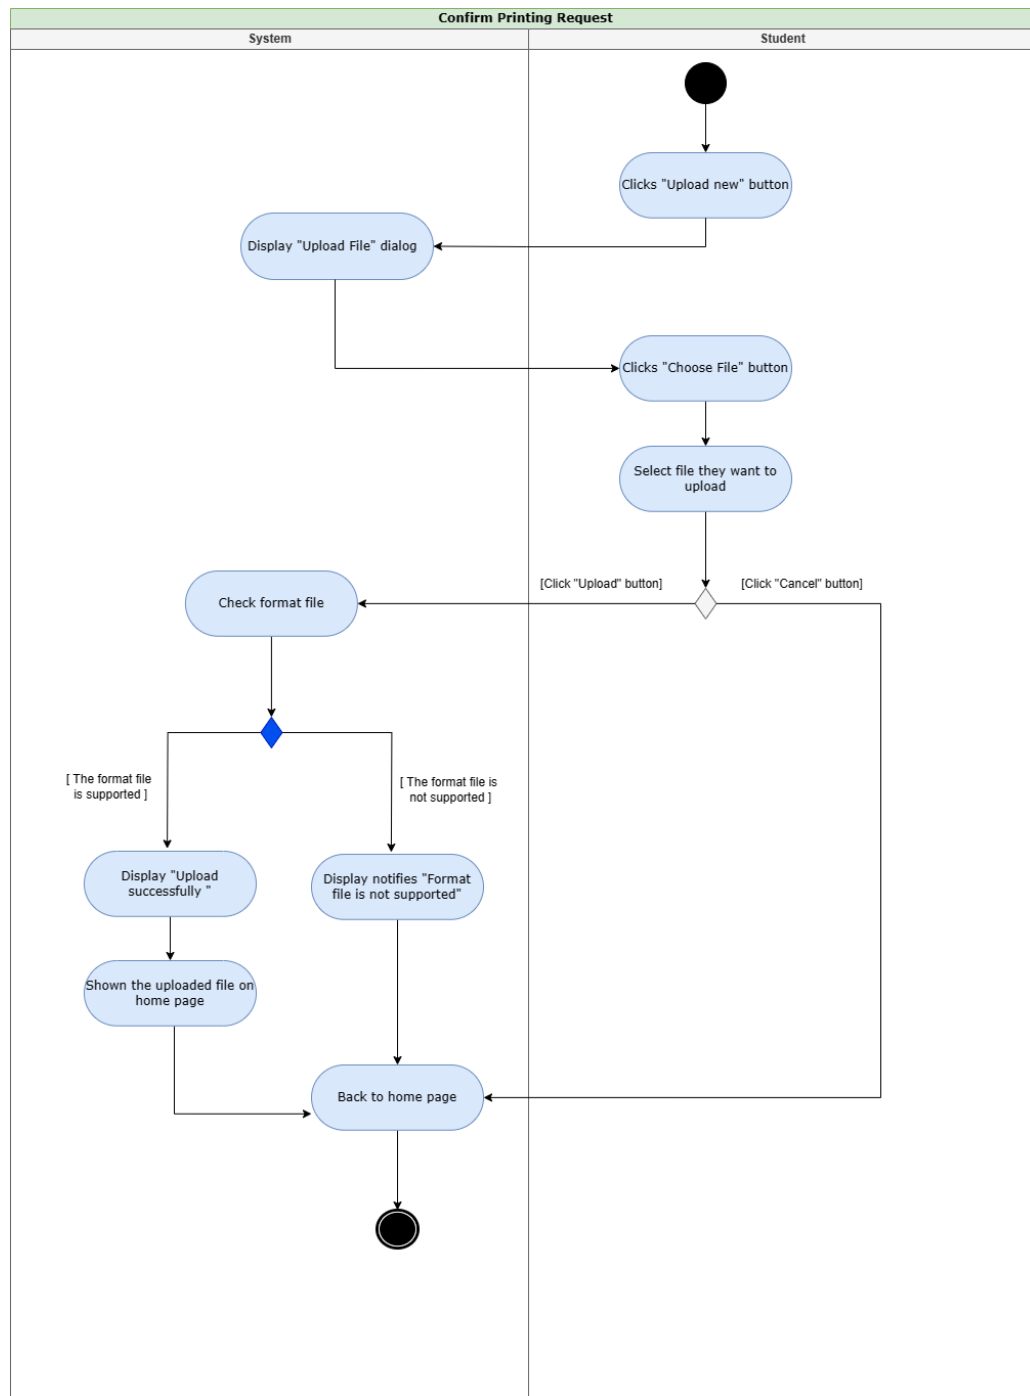 Confirm Printing Request
System
Student
Clicks "Upload new" button
Display "Upload File" dialog
Clicks "Choose File" button
Select file they want to
upload
[Click "Upload" button]
[Click "Cancel" button]
Check format file
[ The format file
is supported ]
[ The format file is
not supported ]
Display "Upload
successfully "
Display notifies "Format
file is not supported"
Shown the uploaded file on
home page
Back to home page